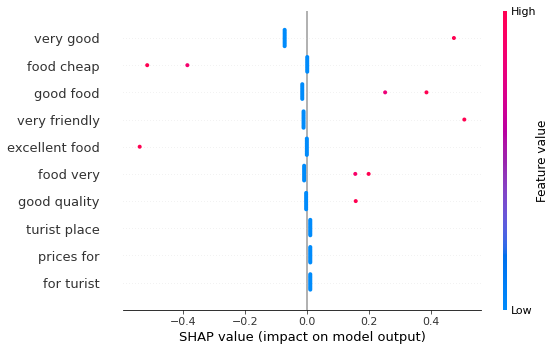 High
very good
food cheap
good food
very friendly
excellent food
food very
good quality
turist place
prices for
for turist
Feature value
Low
−0.4 −0.2 0.0 0.2 0.4
SHAP value (impact on model output)